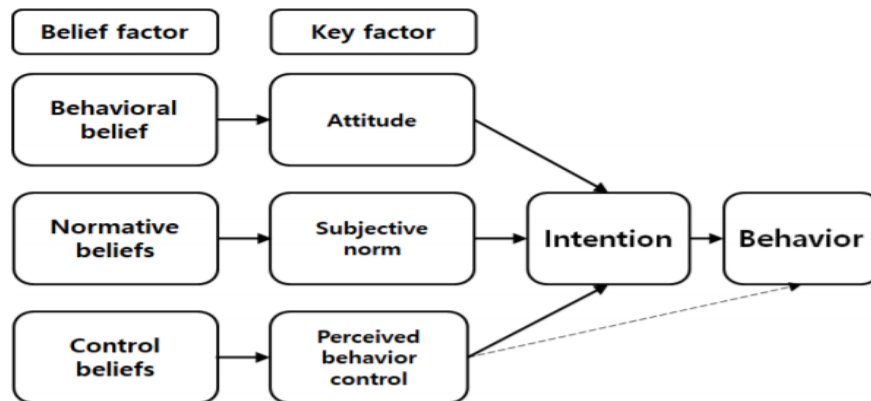 Belief factor
Key factor
Behavioral
belief
Attitude
Normative
beliefs
Subjective
norm
Intention
Behavior
Control
beliefs
Perceived
behavior
control